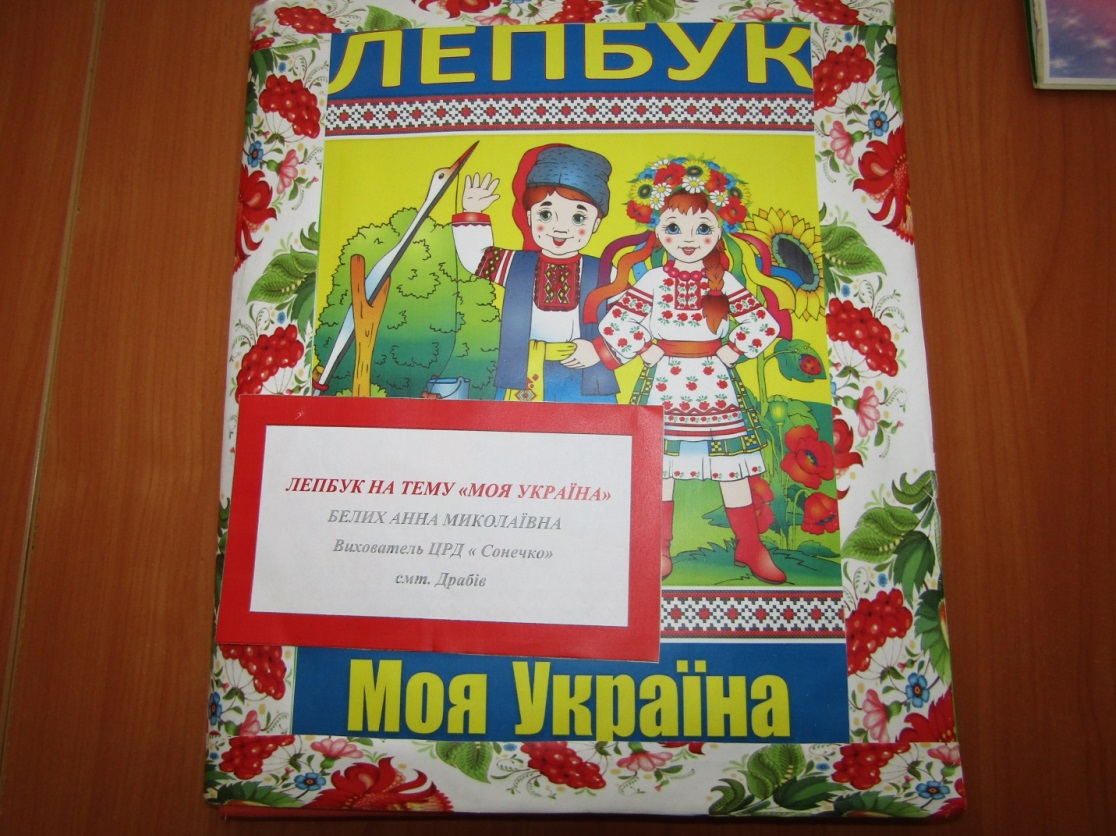 ЛЕПБУК
ЛЕПБУК НА ТЕМУ «МОЯ УКРАЇНА»
БЕЛИХ АННА МИКОЛАЇВНА
Вихователь ЦРД « Сонечко»
смт. Драбів
Моя Україна